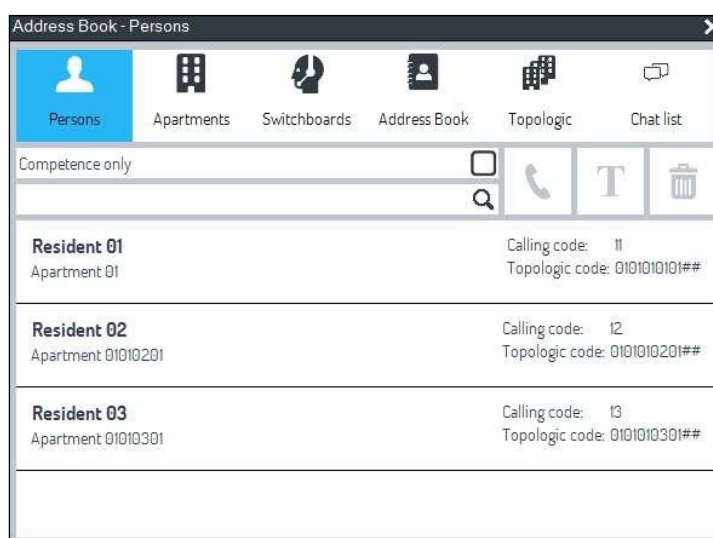 Address Book - Persons
Persons Apartments Switchboards Address Book Topologic Chat list
Competence only
T
Resident 01 Calling code: 11
Apartment 01 Topologic code: 0101010101##
Resident 02 Calling code: 12
Apartment 01010201 Topologic code: 0101010201##
Resident 03 Calling code: 13
Apartment 01010301 Topologic code: 0101010301##